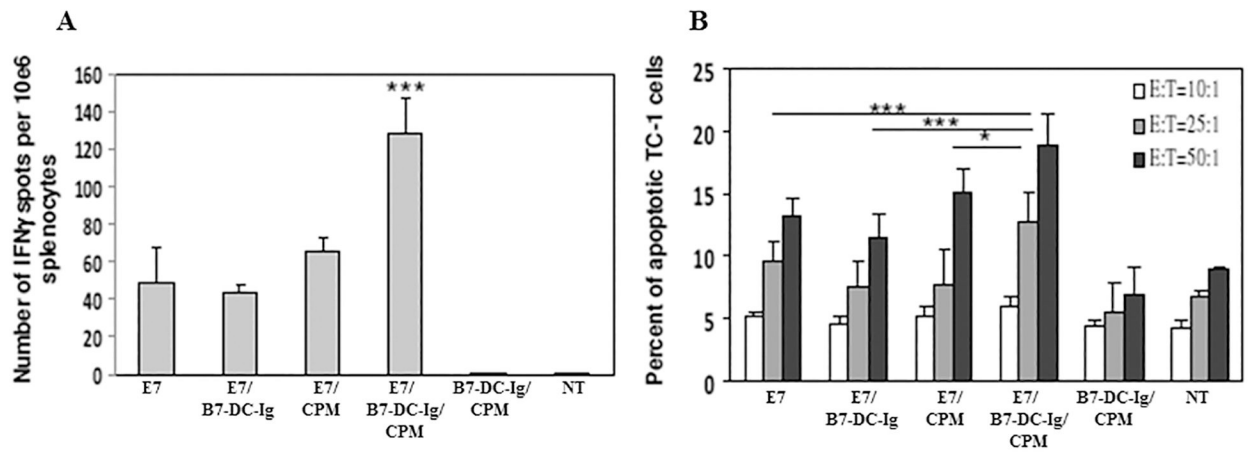 A
Number of IFNγ spots per 10e6
splenocytes
160
140
120
100
80
60
40
20
0
***
E7
E7/
B7-DC-Ig
E7/
CPM
E7/
B7-DC-Ig/
CPM
B7-DC-Ig/
CPM
NT
B
Percent of apoptotic TC-1 cells
25
20
15
10
5
0
***
***
*
E:T=10:1
E:T=25:1
E:T=50:1
E7
E7/
B7-DC-Ig
E7/
CPM
E7/
B7-DC-Ig/
CPM
B7-DC-Ig/
CPM
NT